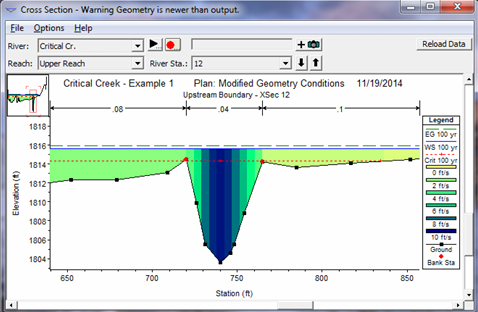 Cross Section - Warning Geometry is newer than output.
File Options Help
River: Critical Cr. Reload Data
Reach: Upper Reach River Sta.: 12
Critical Creek - Example 1 Plan: Modified Geometry Conditions 11/19/2014
Upstream Boundary - XSec 12
.08 .04 .1
Elevation (ft)
1818
1816
1814
1812
1810
1808
1806
1804
650 700 750 800 850
Station (ft)
Legend
EG 100 yr
WS 100 yr
Crit 100 yr
0 ft/s
2 ft/s
4 ft/s
6 ft/s
8 ft/s
10 ft/s
Ground
Bank Sta